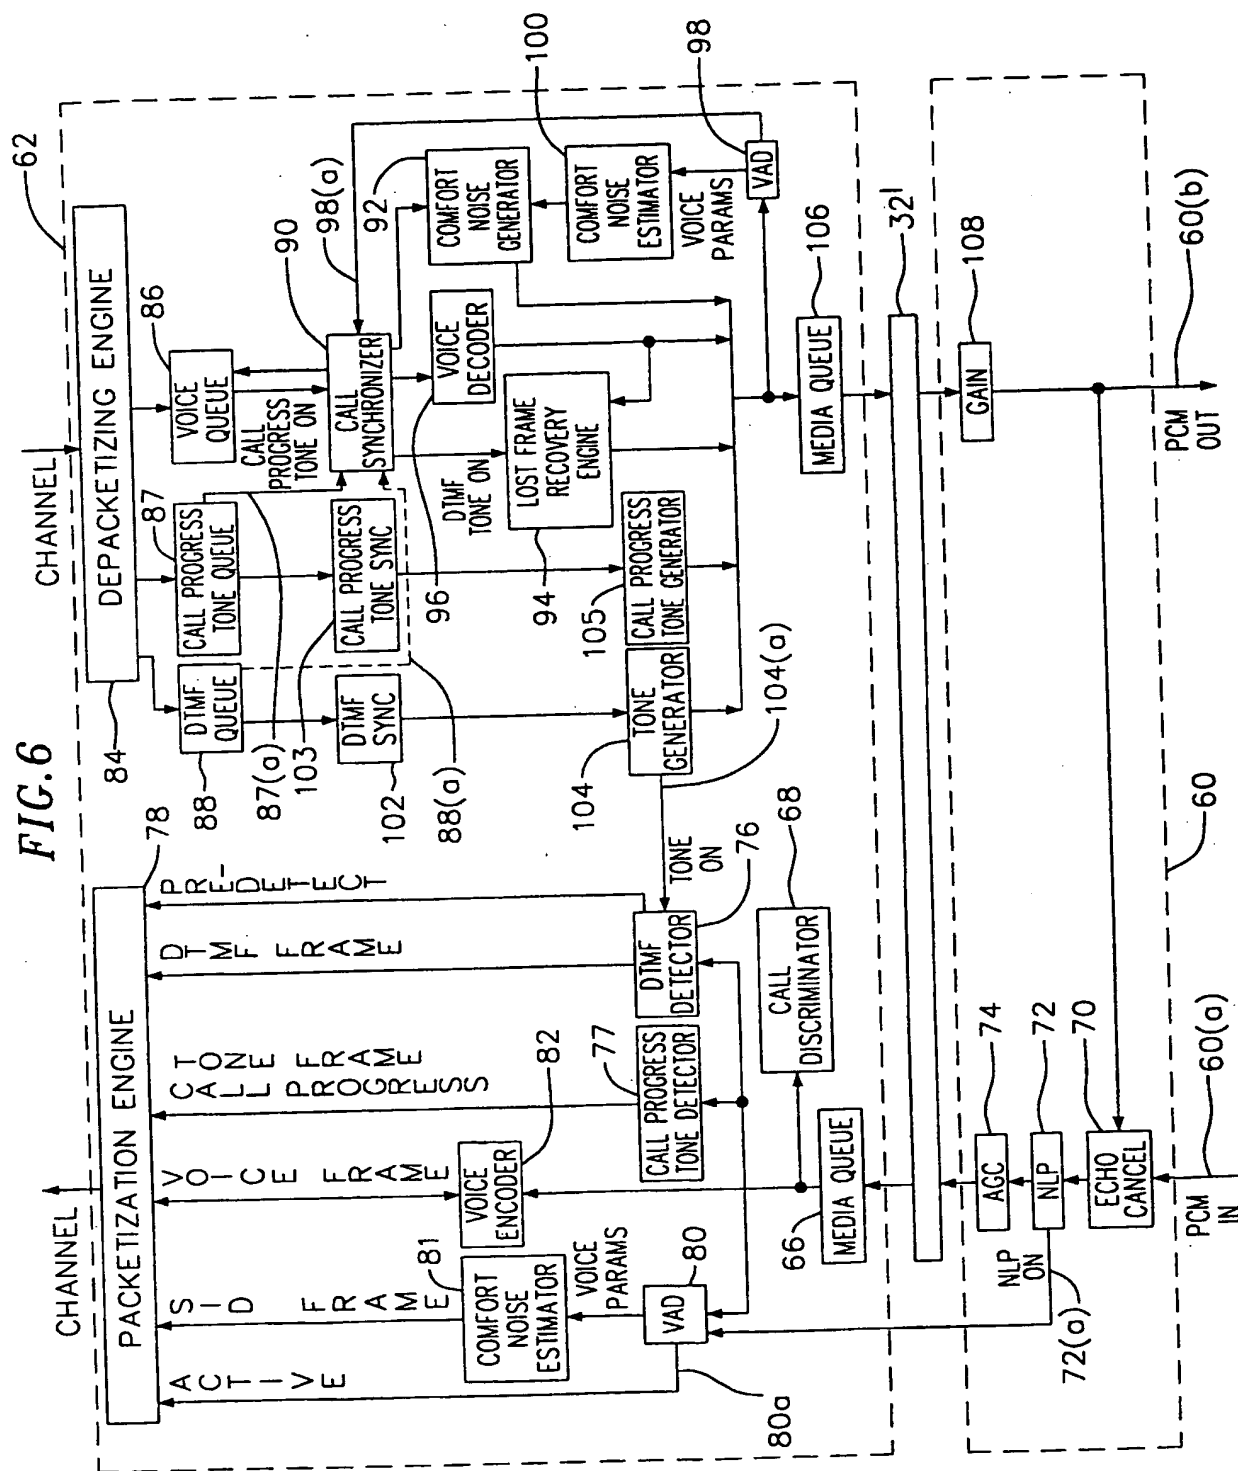 FIG. 6
CHANNEL
62
DEPACKETIZING ENGINE
84
86
VOICE
QUEUE
87
CALL PROGRESS
TONE QUEUE
DTMF
QUEUE
88
87(a)
CALL
PROGRESS
TONE ON
90
98(a)
CALL
SYNCHRONIZER
92
COMFORT
NOISE
GENERATOR
100
COMFORT
NOISE
ESTIMATOR
VOICE
PARAMS
98
VAD
103
CALL PROGRESS
TONE SYNC
102
DTMF
SYNC
88(a)
96
VOICE
DECODER
DTMF
TONE ON
LOST FRAME
RECOVERY
ENGINE
94
105
CALL PROGRESS
TONE GENERATOR
104
TONE
GENERATOR
104(a)
106
MEDIA QUEUE
32'
108
GAIN
PCM
OUT
60(b)
60
CHANNEL
PACKETIZATION ENGINE
78
ACTIVE
SID FRAME
VOICE FRAME
CALL PROGRESS
TONE FRAME
DTMF FRAME
PRE-DETECT
TONE
ON
DTMF
DETECTOR
76
77
CALL PROGRESS
TONE DETECTOR
82
VOICE
ENCODER
81
COMFORT
NOISE
ESTIMATOR
VOICE
PARAMS
80
VAD
80a
68
CALL
DISCRIMINATOR
66
MEDIA QUEUE
74
AGC
72
NLP
NLP
ON
72(a)
70
ECHO
CANCEL
PCM
IN
60(a)